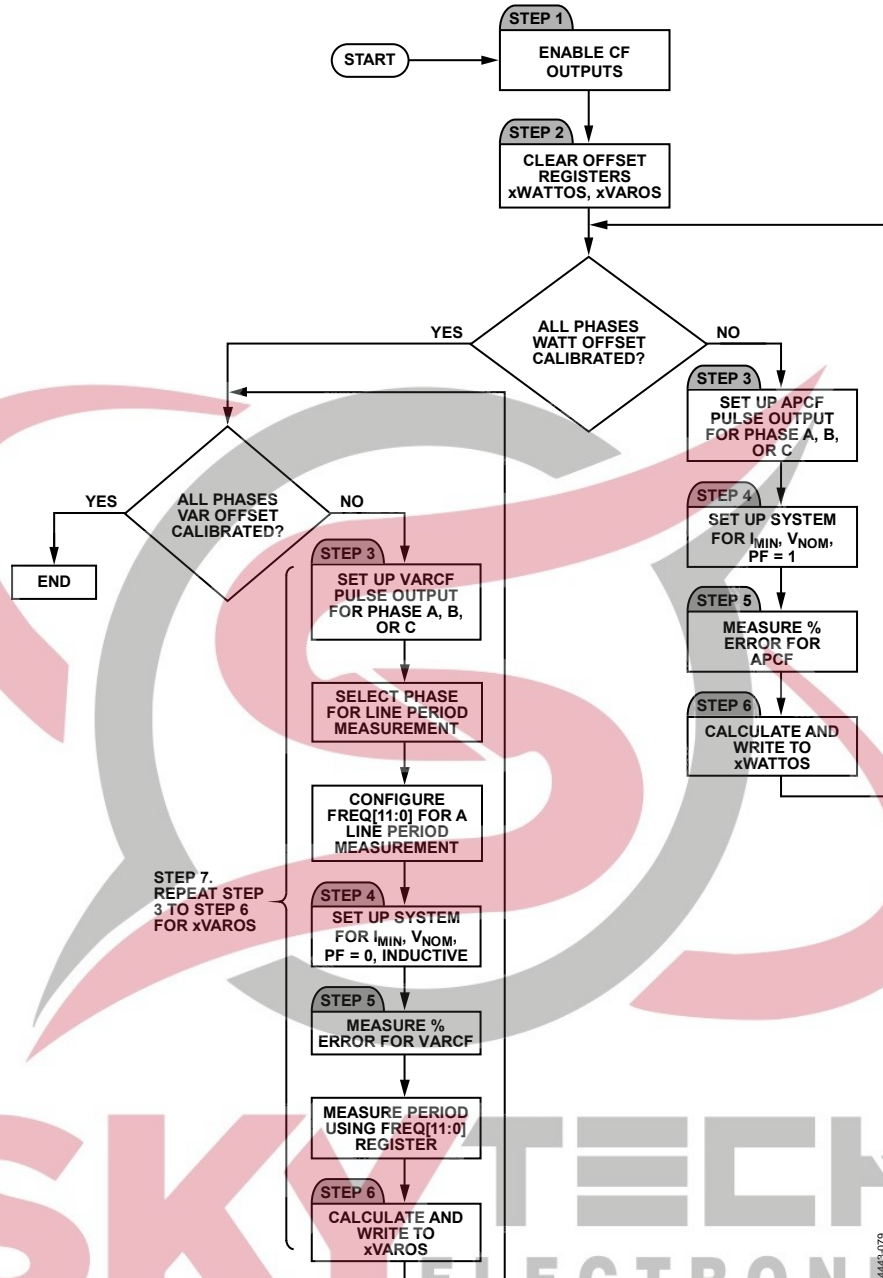 STEP 1
START
ENABLE CF
OUTPUTS
STEP 2
CLEAR OFFSET
REGISTERS
xWATTOS, xVAROS
YES
ALL PHASES
WATT OFFSET
CALIBRATED?
NO
STEP 3
SET UP APCF
PULSE OUTPUT
FOR PHASE A, B,
OR C
STEP 4
SET UP SYSTEM
FOR IMIN, VNOM,
PF = 1
STEP 5
MEASURE %
ERROR FOR
APCF
STEP 6
CALCULATE AND
WRITE TO
xWATTOS
YES
ALL PHASES
VAR OFFSET
CALIBRATED?
NO
END
STEP 3
SET UP VARCF
PULSE OUTPUT
FOR PHASE A, B,
OR C
SELECT PHASE
FOR LINE PERIOD
MEASUREMENT
CONFIGURE
FREQ[11:0] FOR A
LINE PERIOD
MEASUREMENT
STEP 7.
REPEAT STEP
3 TO STEP 6
FOR xVAROS
STEP 4
SET UP SYSTEM
FOR IMIN, VNOM,
PF = 0, INDUCTIVE
STEP 5
MEASURE %
ERROR FOR VARCF
MEASURE PERIOD
USING FREQ[11:0]
REGISTER
STEP 6
CALCULATE AND
WRITE TO
xVAROS
SKYTECH
ELECTRON